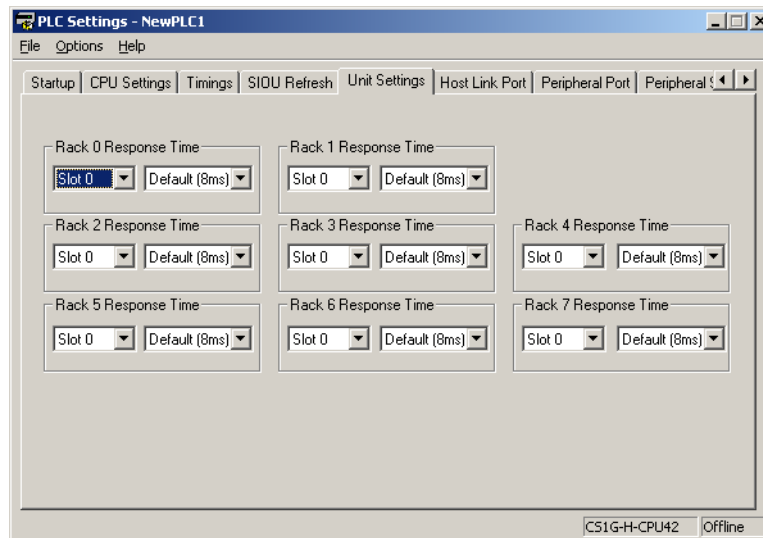 PLC Settings - NewPLC1
File Options Help
Startup CPU Settings Timings SIOU Refresh Unit Settings Host Link Port Peripheral Port Peripheral
Rack 0 Response Time Rack 1 Response Time
Slot 0 Default (8ms) Slot 0 Default (8ms)
Rack 2 Response Time Rack 3 Response Time Rack 4 Response Time
Slot 0 Default (8ms) Slot 0 Default (8ms) Slot 0 Default (8ms)
Rack 5 Response Time Rack 6 Response Time Rack 7 Response Time
Slot 0 Default (8ms) Slot 0 Default (8ms) Slot 0 Default (8ms)
CS1G-H-CPU42 Offline